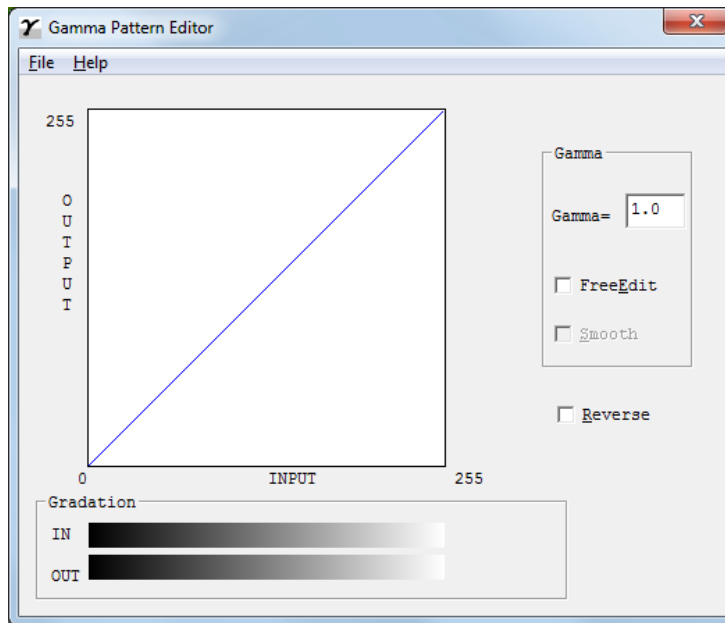 γ Gamma Pattern Editor
File Help
255
OUTPUT
0 INPUT 255
Gamma
Gamma= 1.0
FreeEdit
Smooth
Reverse
Gradation
IN
OUT